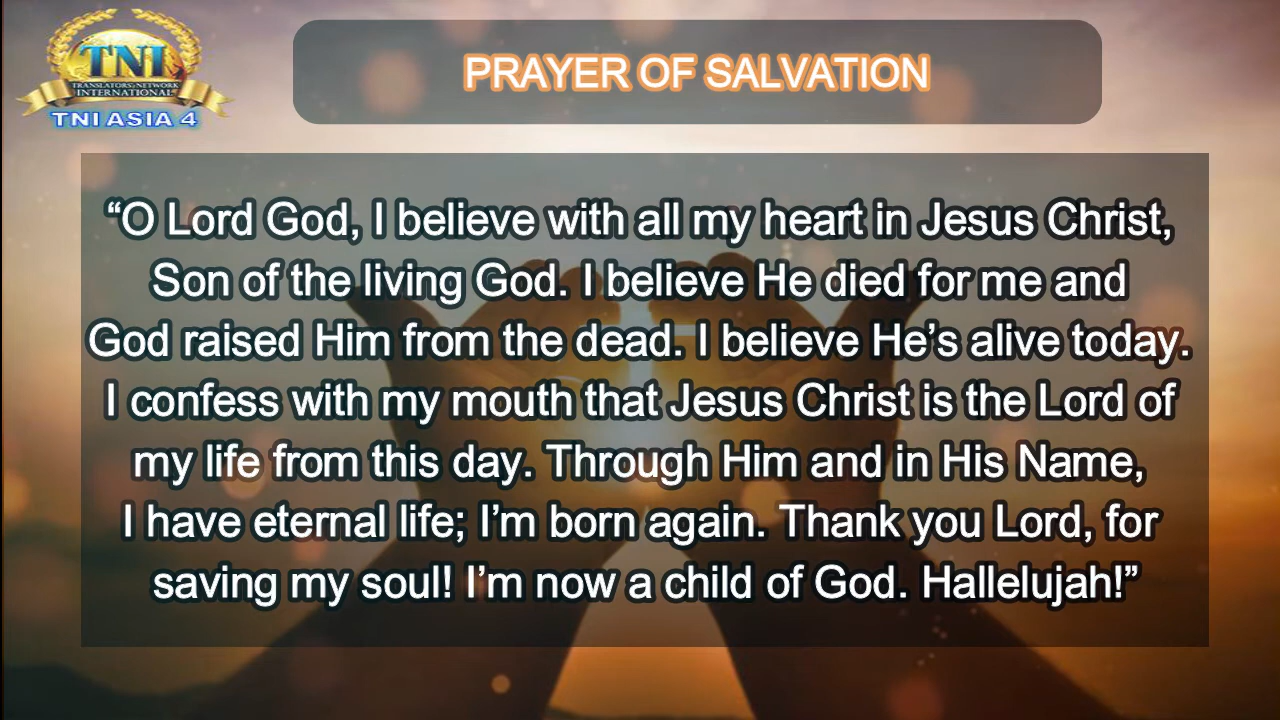 TNI
TRANSLATORS' NETWORK
INTERNATIONAL
TNI ASIA 4
PRAYER OF SALVATION
“O Lord God, I believe with all my heart in Jesus Christ,
Son of the living God. I believe He died for me and
God raised Him from the dead. I believe He’s alive today.
I confess with my mouth that Jesus Christ is the Lord of
my life from this day. Through Him and in His Name,
I have eternal life; I’m born again. Thank you Lord, for
saving my soul! I’m now a child of God. Hallelujah!”